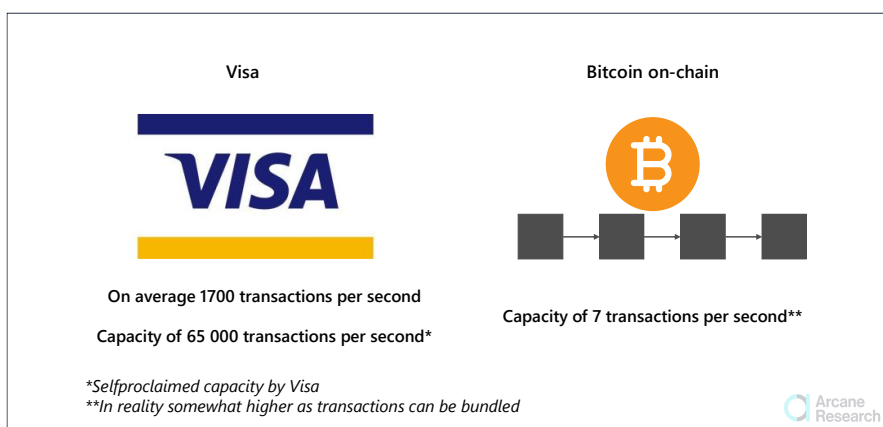 Visa
VISA
On average 1700 transactions per second
Capacity of 65 000 transactions per second*
Bitcoin on-chain
Capacity of 7 transactions per second**
*Selfproclaimed capacity by Visa
**In reality somewhat higher as transactions can be bundled
Arcane
Research